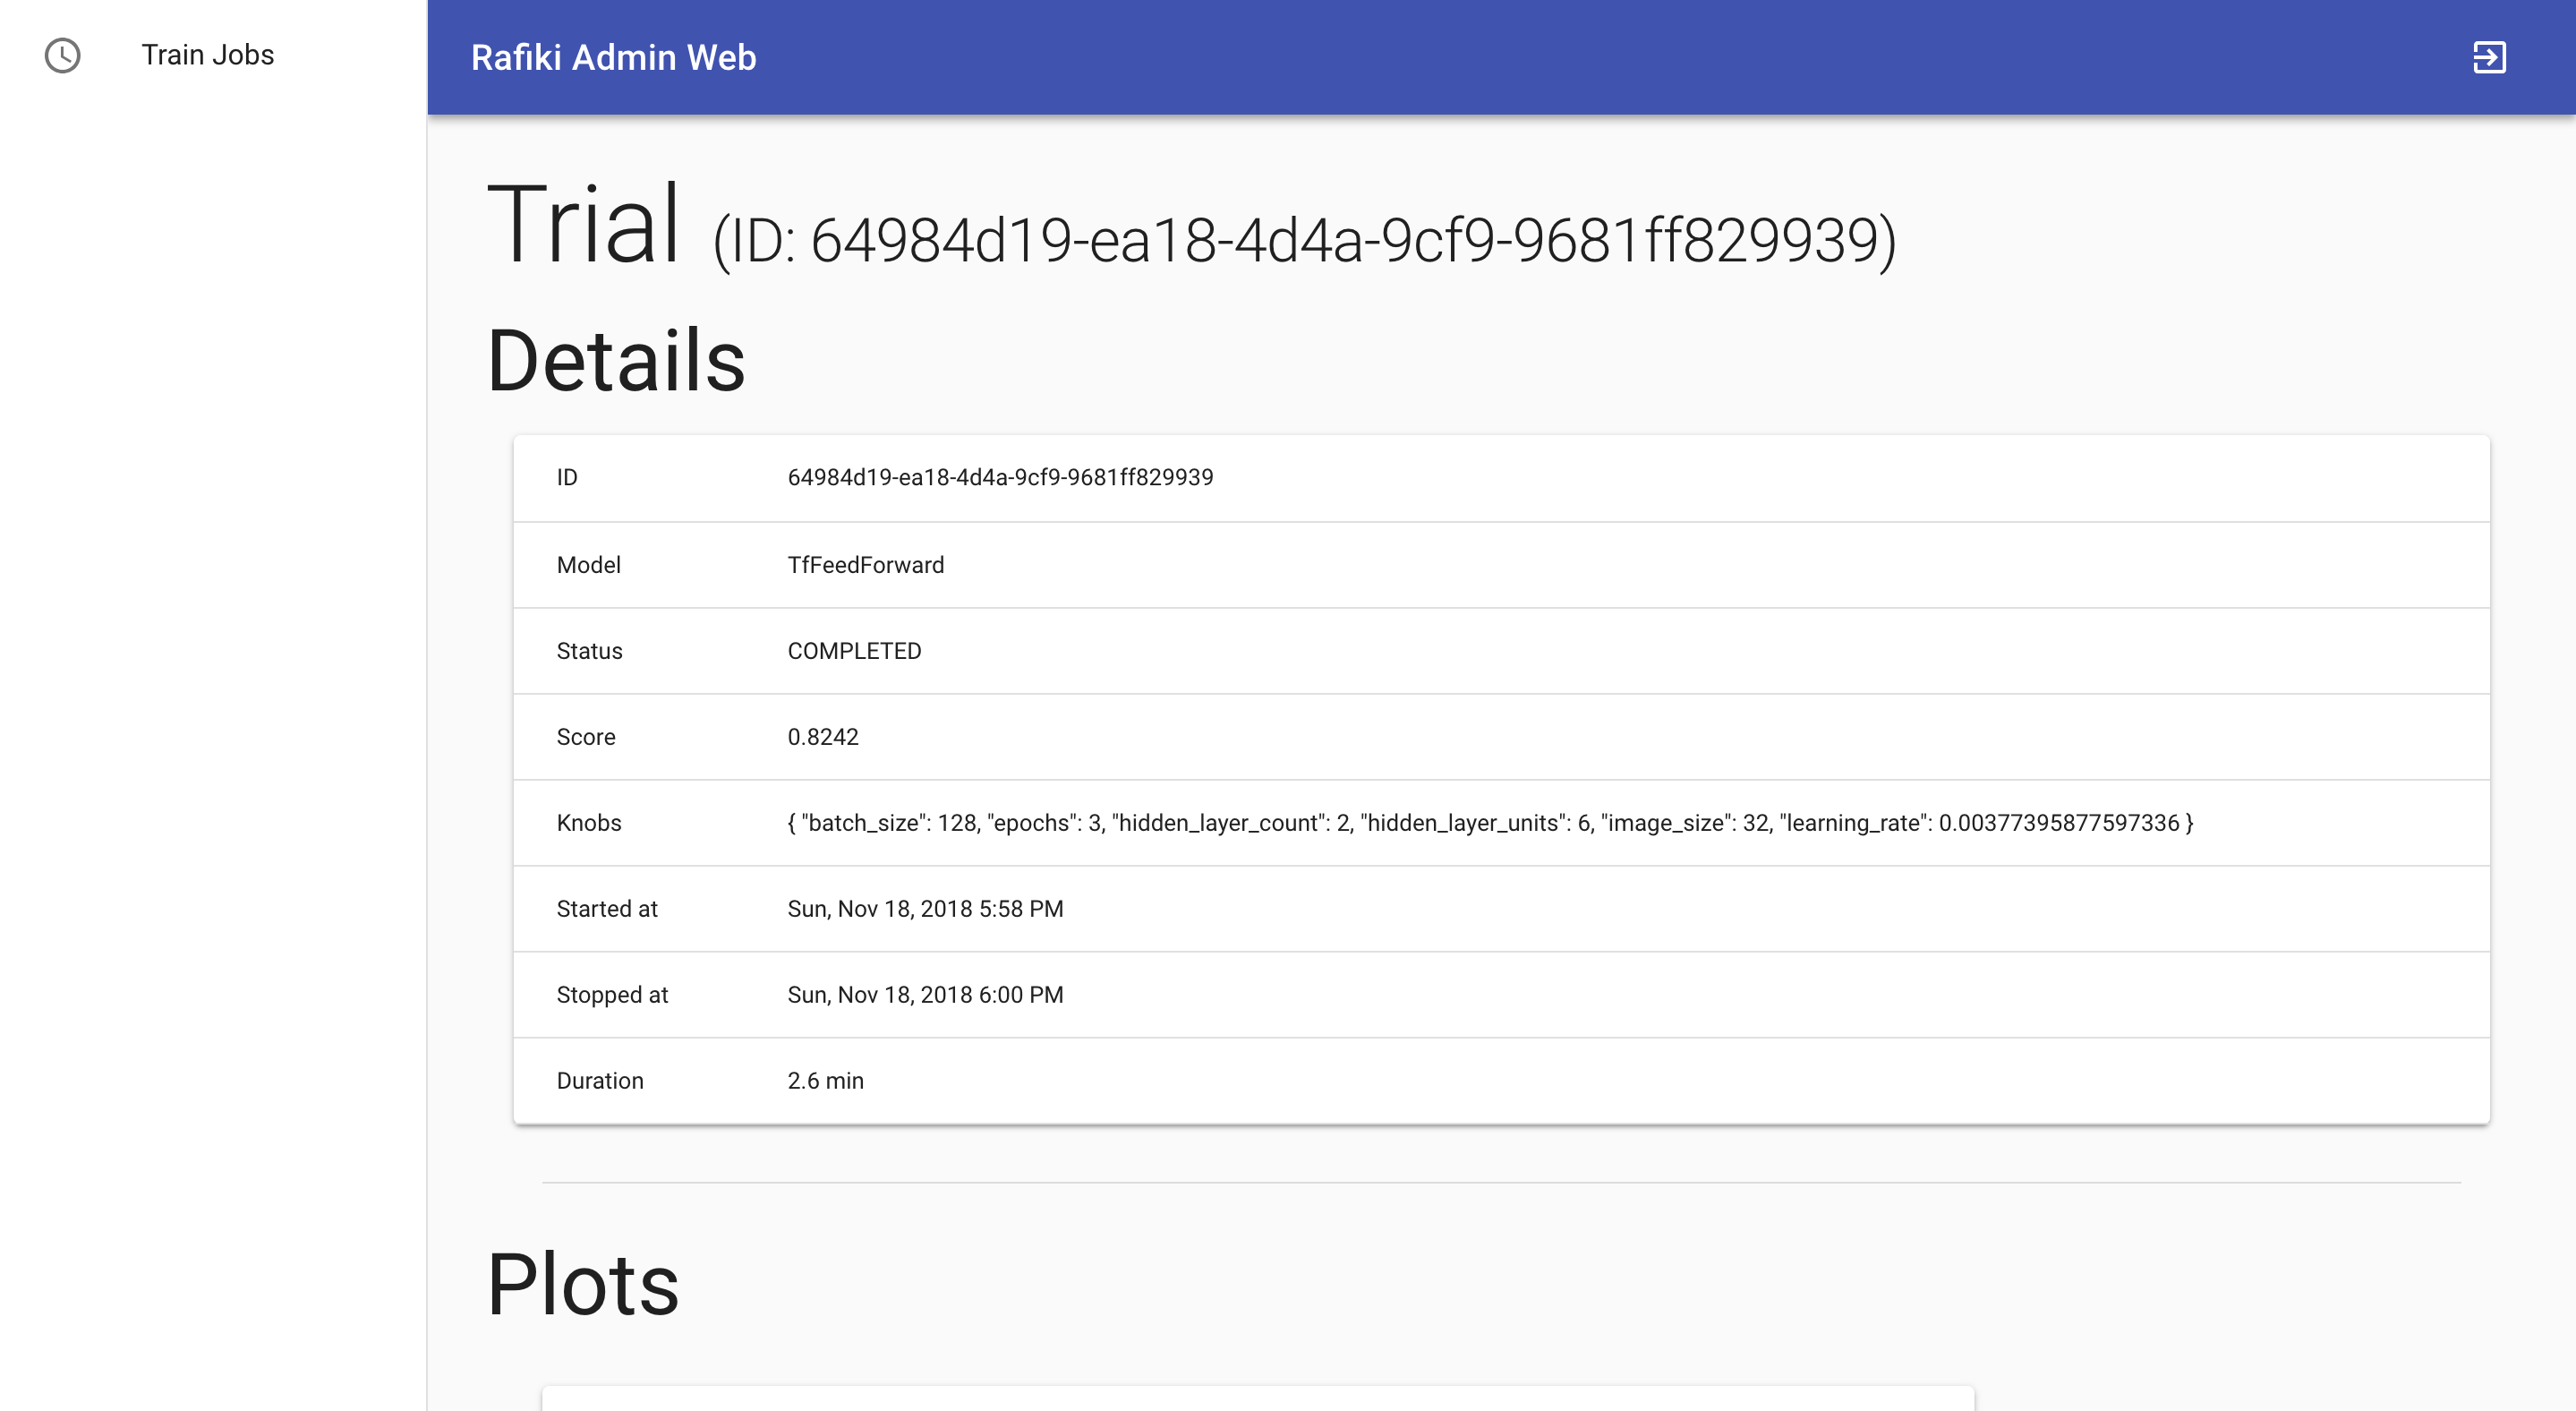 Train Jobs
Rafiki Admin Web
Trial (ID: 64984d19-ea18-4d4a-9cf9-9681ff829939)
Details
ID 64984d19-ea18-4d4a-9cf9-9681ff829939
Model TfFeedForward
Status COMPLETED
Score 0.8242
Knobs { "batch_size": 128, "epochs": 3, "hidden_layer_count": 2, "hidden_layer_units": 6, "image_size": 32, "learning_rate": 0.00377395877597336 }
Started at Sun, Nov 18, 2018 5:58 PM
Stopped at Sun, Nov 18, 2018 6:00 PM
Duration 2.6 min
Plots